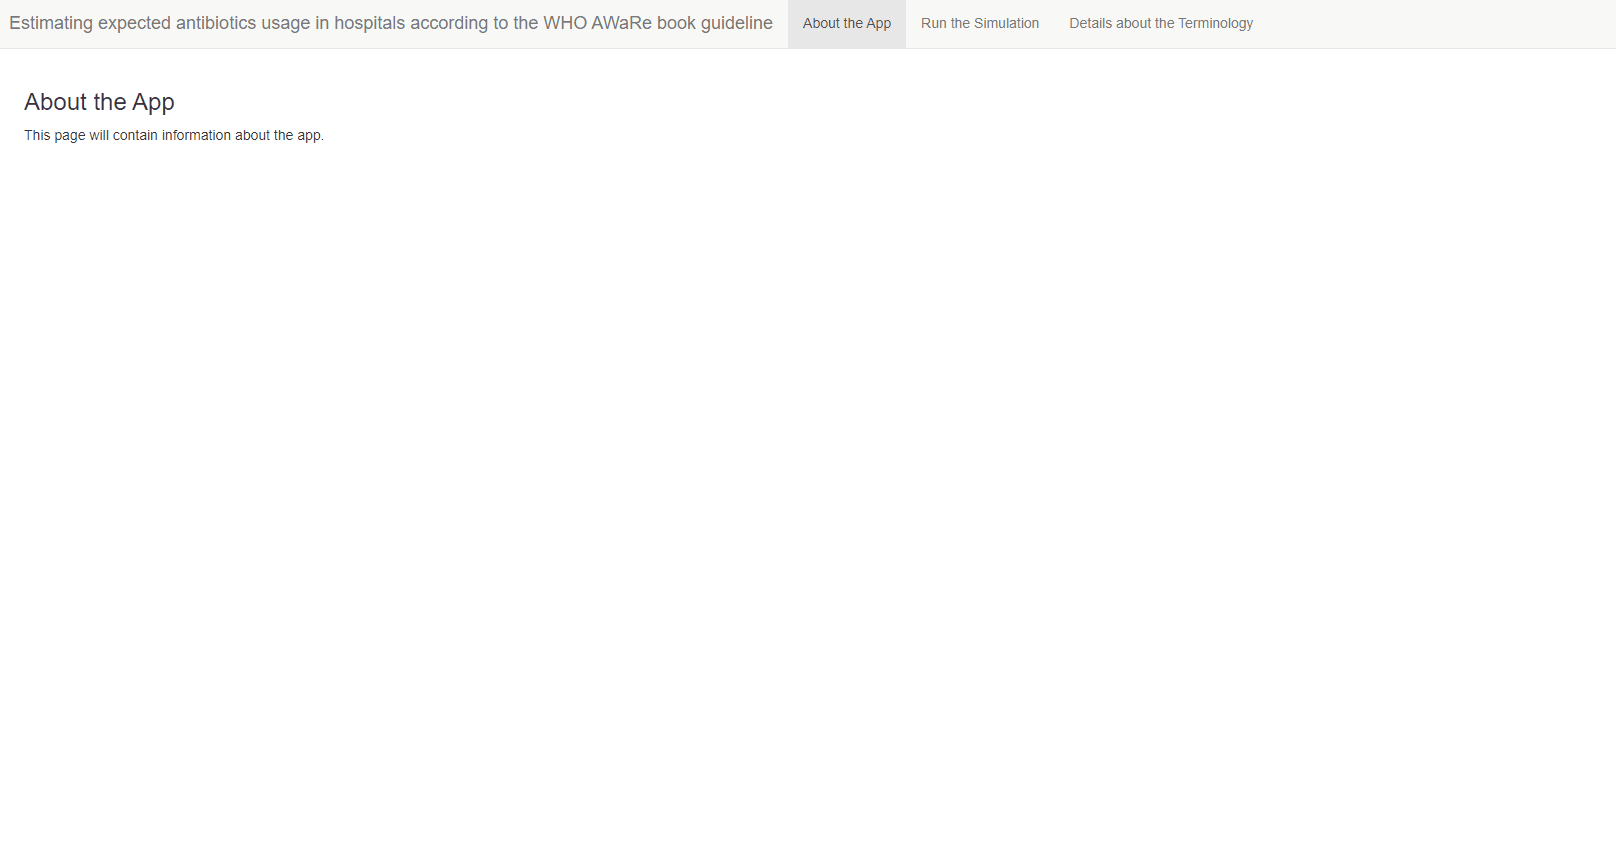 Estimating expected antibiotics usage in hospitals according to the WHO AWaRe book guideline About the App Run the Simulation Details about the Terminology
About the App
This page will contain information about the app.